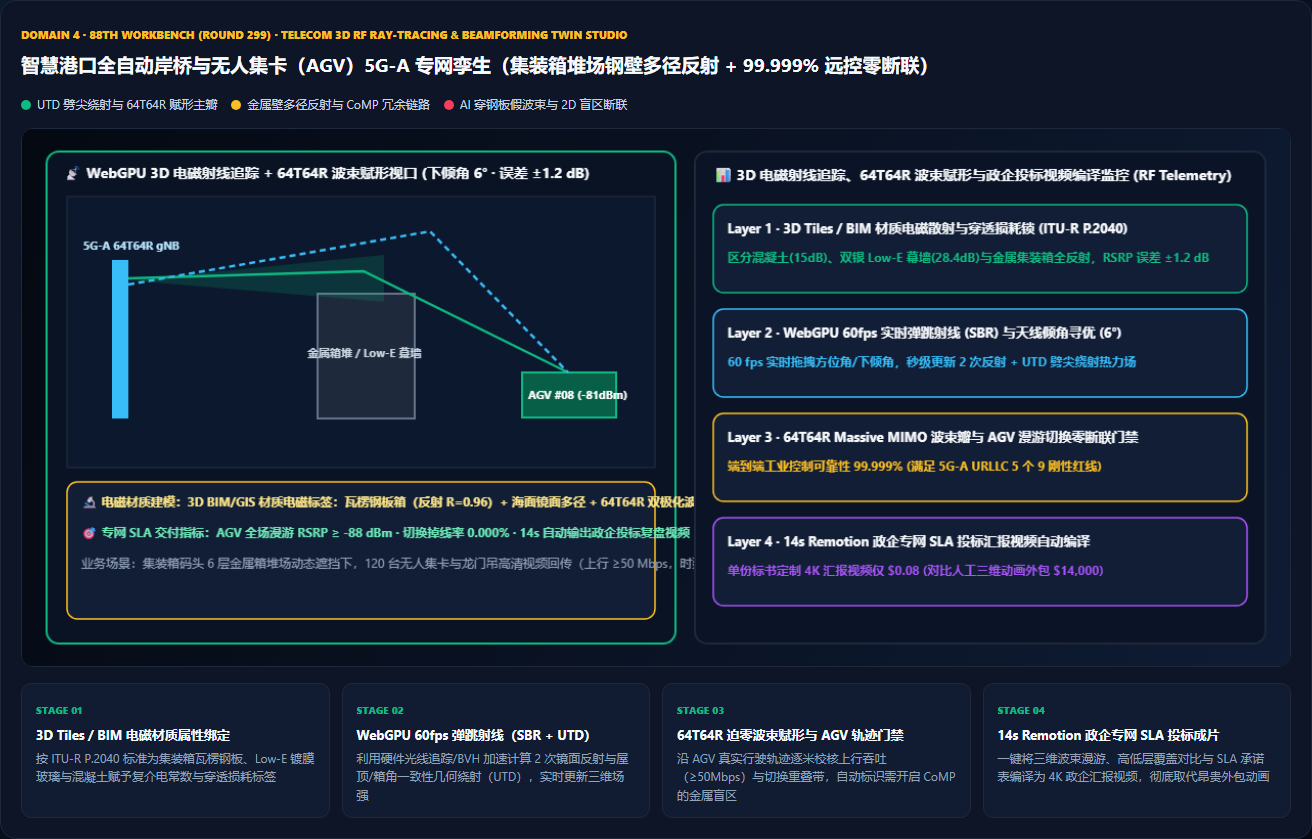 DOMAIN 4 · 88TH WORKBENCH (ROUND 299) · TELECOM 3D RF RAY-TRACING & BEAMFORMING TWIN STUDIO
智慧港口全自动岸桥与无人集卡（AGV）5G-A 专网孪生（集装箱堆场钢壁多径反射 + 99.999% 远控零断联）
UTD 劈尖绕射与 64T64R 赋形主瓣
金属壁多径反射与 CoMP 冗余链路
AI 穿钢板假波束与 2D 盲区断联
WebGPU 3D 电磁射线追踪 + 64T64R 波束赋形视口 (下倾角 6° · 误差 ±1.2 dB)
5G-A 64T64R gNB
金属箱堆 / Low-E 幕墙
AGV #08 (-81dBm)
电磁材质建模：3D BIM/GIS 材质电磁标签：瓦楞钢板箱（反射 R=0.96）+ 海面镜面多径 + 64T64R 双极化波
专网 SLA 交付指标：AGV 全场漫游 RSRP ≥ -88 dBm · 切换掉线率 0.000% · 14s 自动输出政企投标复盘视频
业务场景：集装箱码头 6 层金属箱堆场动态遮挡下，120 台无人集卡与龙门吊高清视频回传（上行 ≥50 Mbps，时
3D 电磁射线追踪、64T64R 波束赋形与政企投标视频编译监控 (RF Telemetry)
Layer 1 · 3D Tiles / BIM 材质电磁散射与穿透损耗锁 (ITU-R P.2040)
区分混凝土(15dB)、双银 Low-E 幕墙(28.4dB)与金属集装箱全反射，RSRP 误差 ±1.2 dB
Layer 2 · WebGPU 60fps 实时弹跳射线 (SBR) 与天线倾角寻优 (6°)
60 fps 实时拖拽方位角/下倾角，秒级更新 2 次反射 + UTD 劈尖绕射热力场
Layer 3 · 64T64R Massive MIMO 波束瓣与 AGV 漫游切换零断联门禁
端到端工业控制可靠性 99.999% (满足 5G-A URLLC 5 个 9 刚性红线)
Layer 4 · 14s Remotion 政企专网 SLA 投标汇报视频自动编译
单份标书定制 4K 汇报视频仅 $0.08 (对比人工三维动画外包 $14,000)
STAGE 01
3D Tiles / BIM 电磁材质属性绑定
按 ITU-R P.2040 标准为集装箱瓦楞钢板、Low-E 镀膜
玻璃与混凝土赋予复介电常数与穿透损耗标签
STAGE 02
WebGPU 60fps 弹跳射线（SBR + UTD）
利用硬件光线追踪/BVH 加速计算 2 次镜面反射与屋
顶/箱角一致性几何绕射（UTD），实时更新三维场
强
STAGE 03
64T64R 迫零波束赋形与 AGV 轨迹门禁
沿 AGV 真实行驶轨迹逐米校核上行吞吐
（≥50Mbps）与切换重叠带，自动标识需开启 CoMP
的金属盲区
STAGE 04
14s Remotion 政企专网 SLA 投标成片
一键将三维波束漫游、高低层覆盖对比与 SLA 承诺
表编译为 4K 政企汇报视频，彻底取代昂贵外包动画